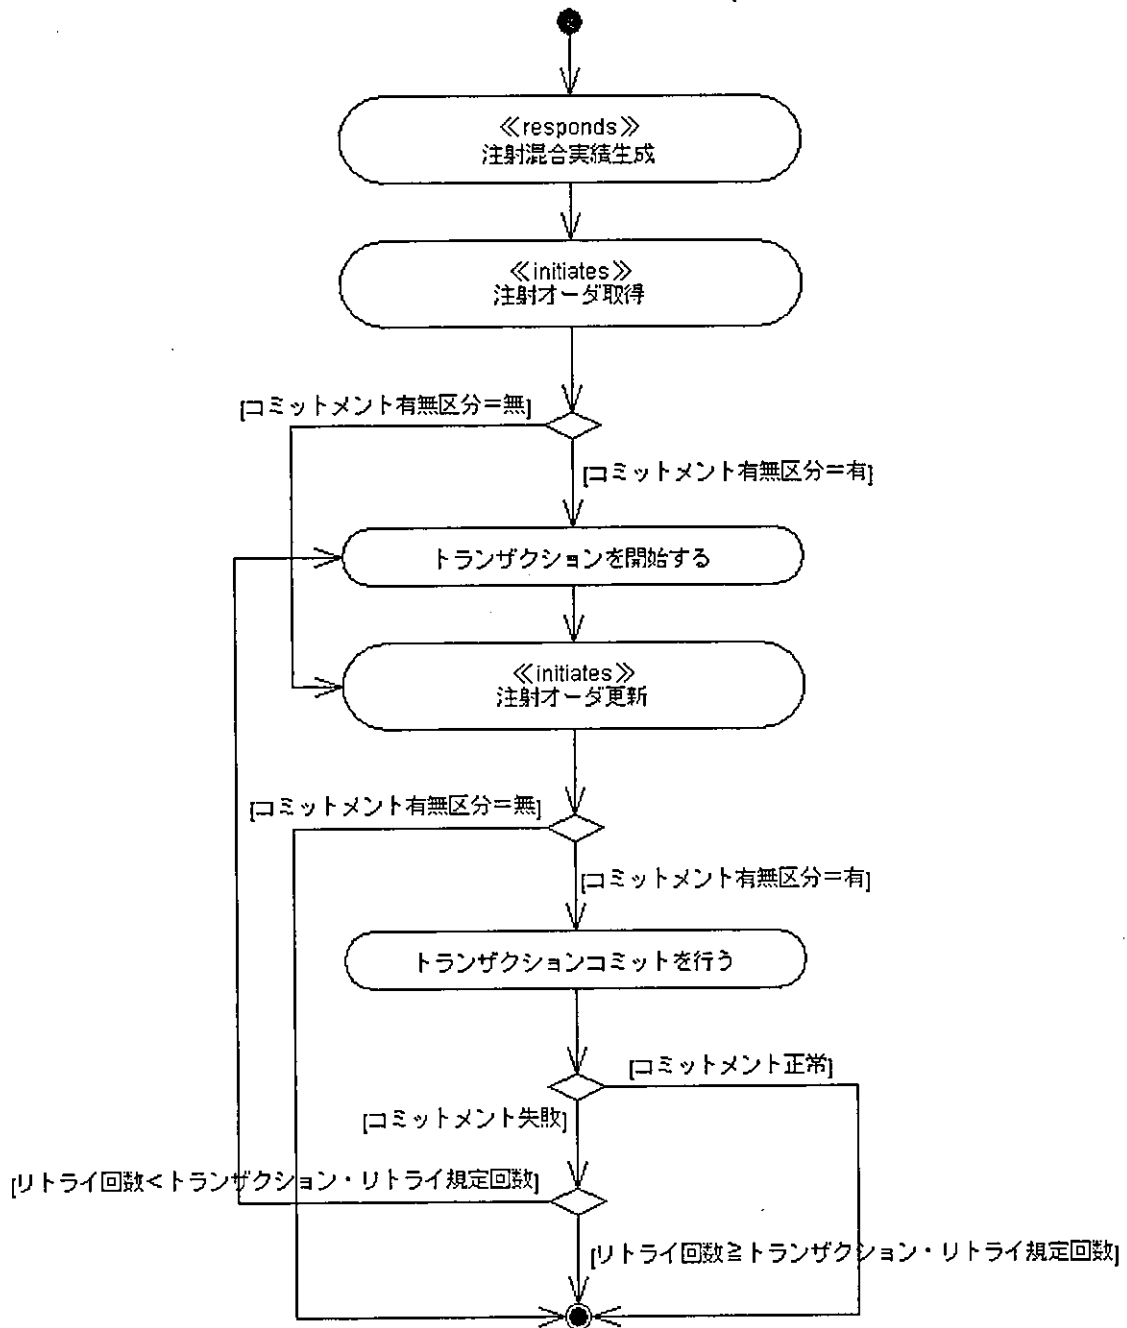 ≪responds≫
注射混合実績生成
≪initiates≫
注射オーダ取得
[コミットメント有無区分＝無]
[コミットメント有無区分＝有]
トランザクションを開始する
≪initiates≫
注射オーダ更新
[コミットメント有無区分＝無]
[コミットメント有無区分＝有]
トランザクションコミットを行う
[コミットメント正常]
[コミットメント失敗]
[リトライ回数＜トランザクション・リトライ規定回数]
[リトライ回数≧トランザクション・リトライ規定回数]